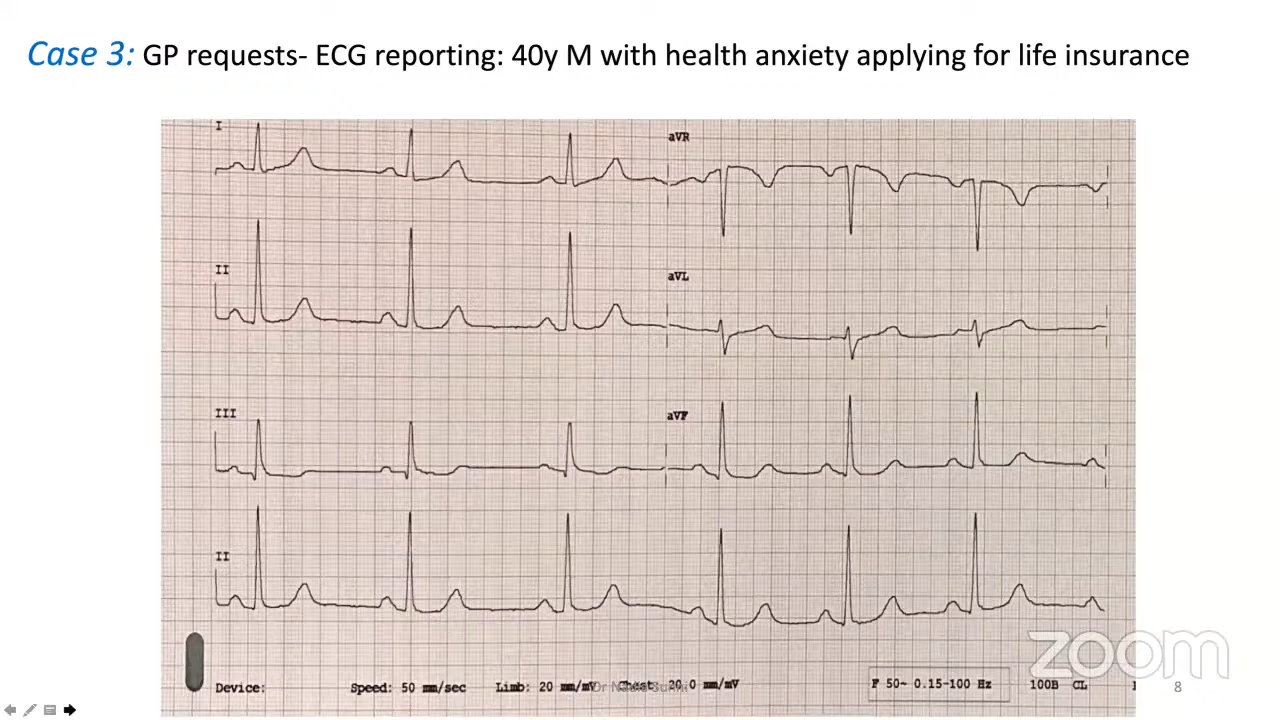 Case 3: GP requests- ECG reporting: 40y M with health anxiety applying for life insurance
I
aVR
II
aVL
III
aVF
II
zoom
Device: Speed: 50 mm/sec Limb: 20 mm/mV Chest: 20.0 mm/mV F 50~ 0.15-100 Hz 100B CL
8